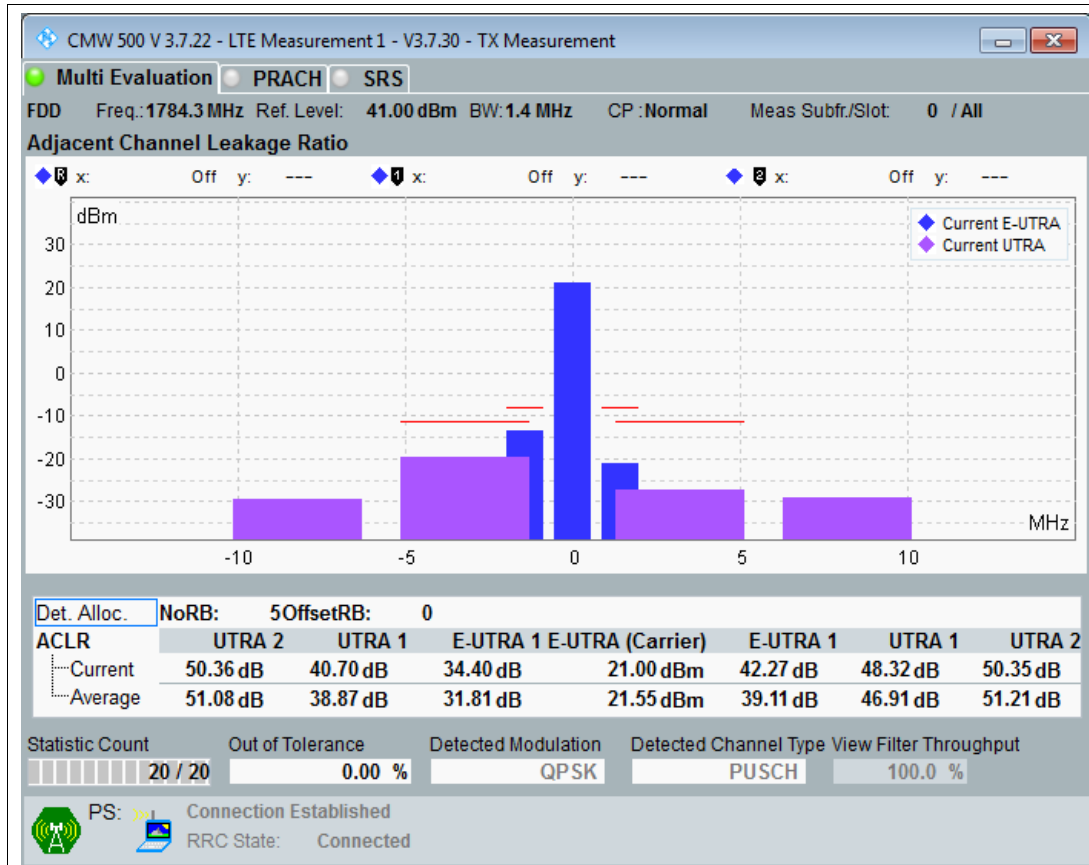 CMW 500 V 3.7.22 - LTE Measurement 1 - V3.7.30 - TX Measurement
Multi Evaluation PRACH SRS
FDD Freq.: 1784.3 MHz Ref. Level: 41.00 dBm BW: 1.4 MHz CP : Normal Meas Subfr./Slot: 0 / All
Adjacent Channel Leakage Ratio
R x: Off y: --- 1 x: Off y: --- 2 x: Off y: ---
dBm
Current E-UTRA
Current UTRA
30
20
10
0
-10
-20
-30
MHz
-10 -5 0 5 10
Det. Alloc. NoRB: 5 OffsetRB: 0
ACLR UTRA 2 UTRA 1 E-UTRA 1 E-UTRA (Carrier) E-UTRA 1 UTRA 1 UTRA 2
Current 50.36 dB 40.70 dB 34.40 dB 21.00 dBm 42.27 dB 48.32 dB 50.35 dB
Average 51.08 dB 38.87 dB 31.81 dB 21.55 dBm 39.11 dB 46.91 dB 51.21 dB
Statistic Count Out of Tolerance Detected Modulation Detected Channel Type View Filter Throughput
20 / 20 0.00 % QPSK PUSCH 100.0 %
PS: Connection Established
RRC State: Connected